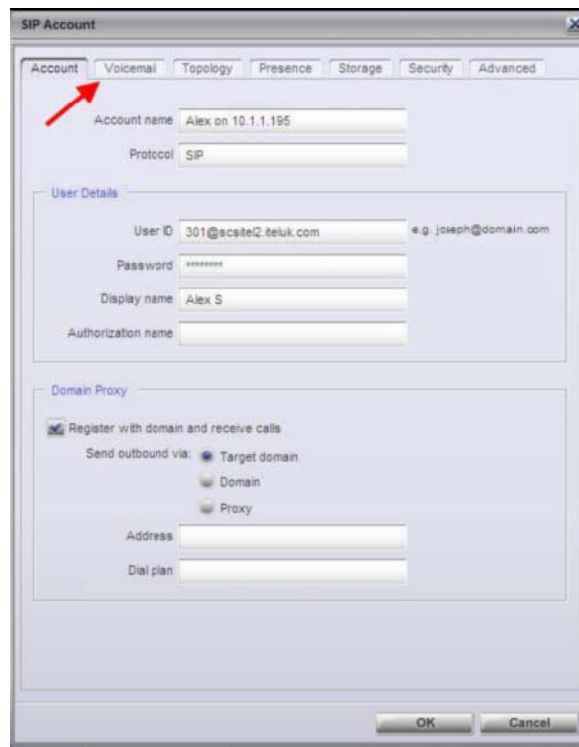 SIP Account
Account Voicemal Topology Presence Storage Security Advanced
Account name Alex on 10.1.1.195
Protocol SIP
User Details
User ID 301@scsitel2.iteluk.com e.g. joseph@domain.com
Password ********
Display name Alex S
Authorization name
Domain Proxy
Register with domain and receive calls
Send outbound via: Target domain
Domain
Proxy
Address
Dial plan
OK Cancel